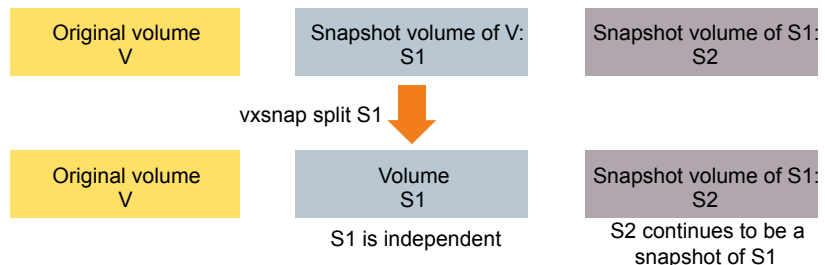 Original volume
V
Snapshot volume of V:
S1
Snapshot volume of S1:
S2
vxsnap split S1
Original volume
V
Volume
S1
Snapshot volume of S1:
S2
S1 is independent
S2 continues to be a
snapshot of S1